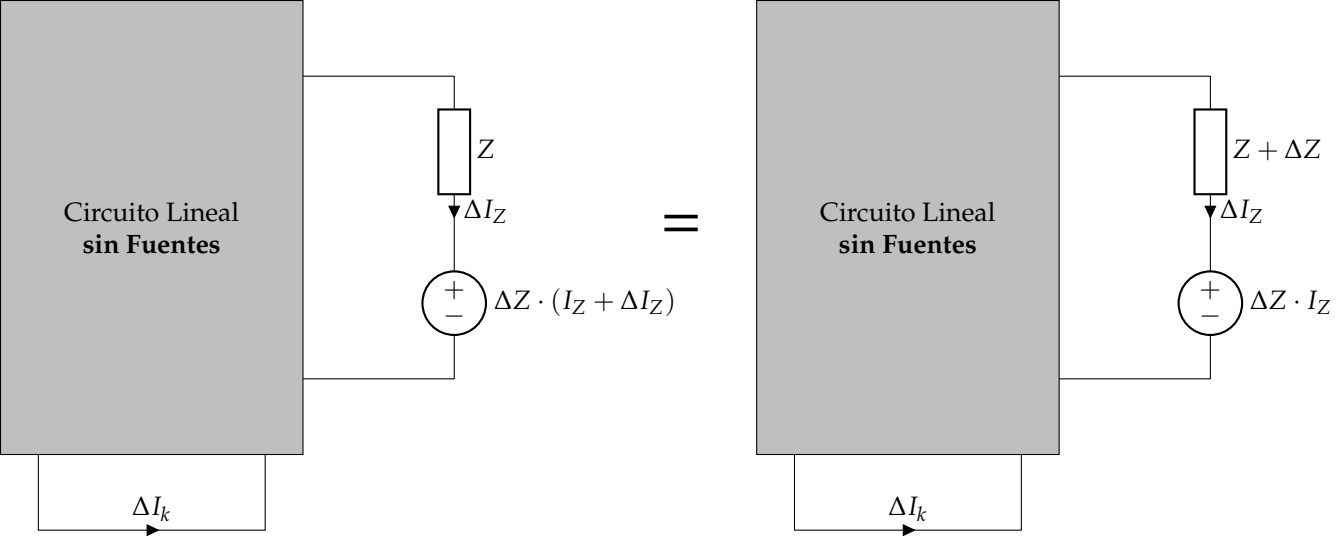 Circuito Lineal
sin Fuentes
Z
ΔI_Z
+
−
ΔZ · (I_Z + ΔI_Z)
ΔI_k
=
Circuito Lineal
sin Fuentes
Z + ΔZ
ΔI_Z
+
−
ΔZ · I_Z
ΔI_k